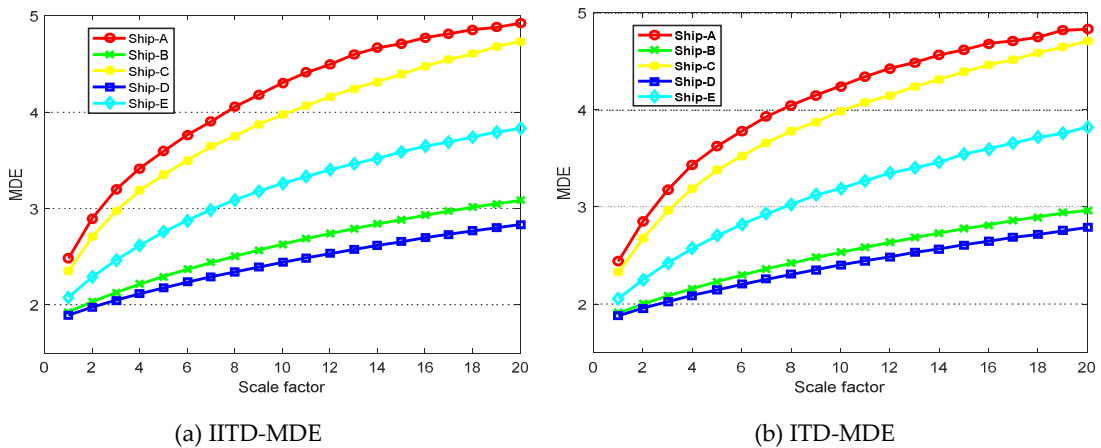 5
4
3
2
MDE
Ship-A
Ship-B
Ship-C
Ship-D
Ship-E
0 2 4 6 8 10 12 14 16 18 20
Scale factor
(a) IITD-MDE
5
4
3
2
MDE
Ship-A
Ship-B
Ship-C
Ship-D
Ship-E
0 2 4 6 8 10 12 14 16 18 20
Scale factor
(b) ITD-MDE